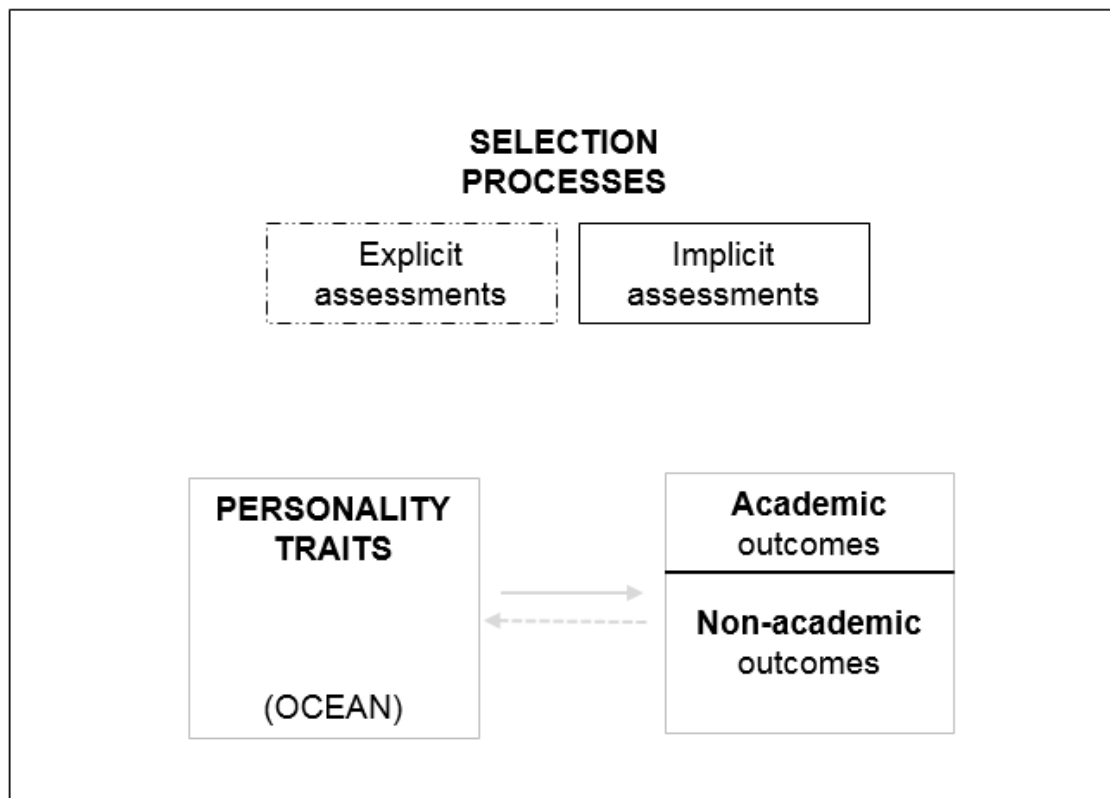 SELECTION
PROCESSES
Explicit
assessments
Implicit
assessments
PERSONALITY
TRAITS
(OCEAN)
Academic
outcomes
Non-academic
outcomes